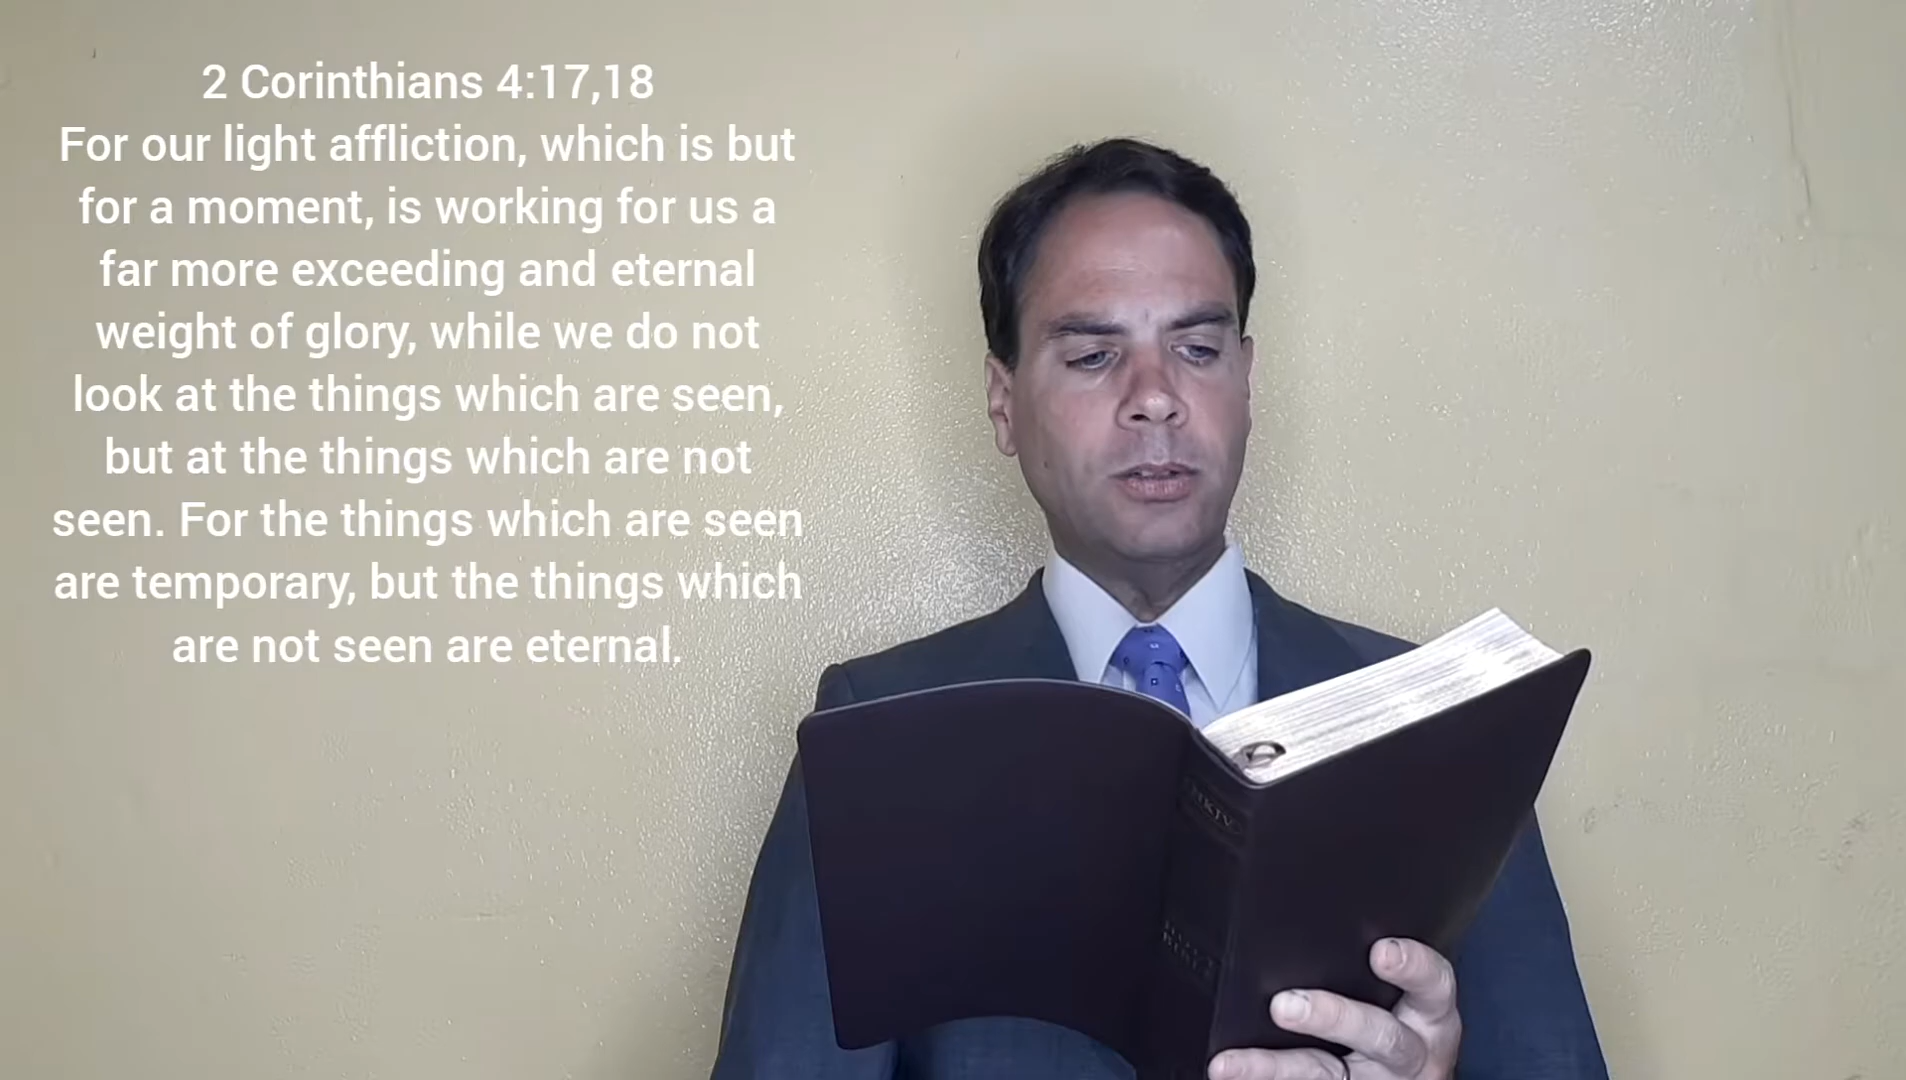 2 Corinthians 4:17,18
For our light affliction, which is but
for a moment, is working for us a
far more exceeding and eternal
weight of glory, while we do not
look at the things which are seen,
but at the things which are not
seen. For the things which are seen
are temporary, but the things which
are not seen are eternal.
NKJV